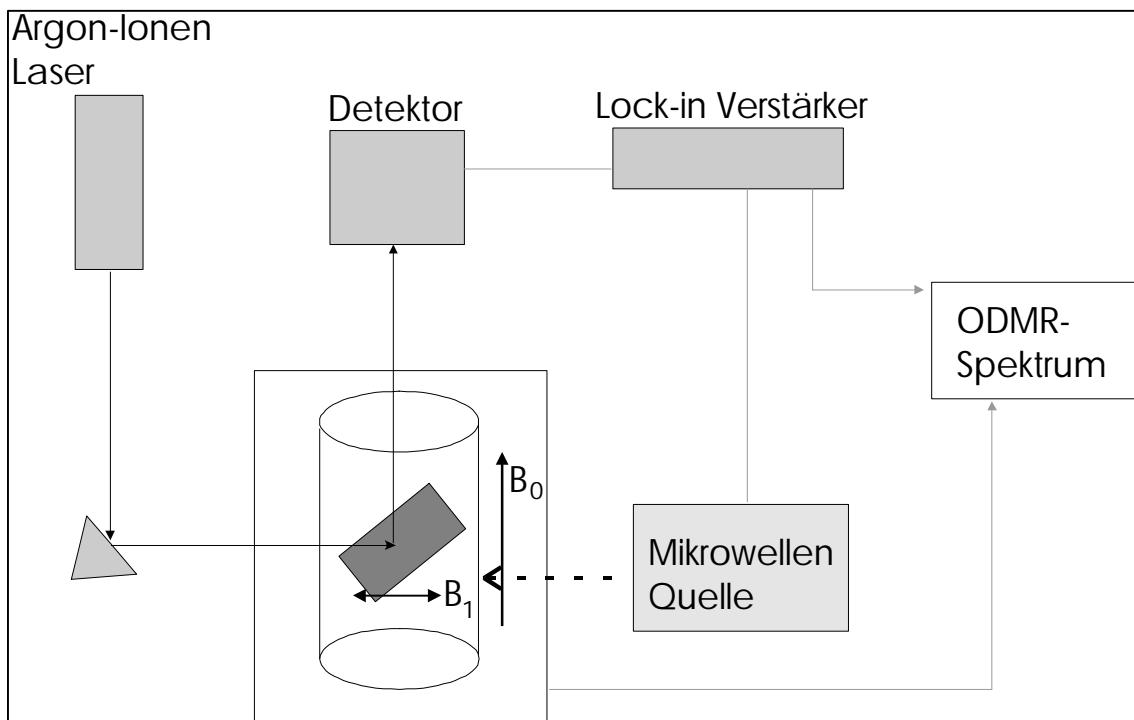 Argon-Ionen
Laser
Detektor
Lock-in Verstärker
ODMR-
Spektrum
B₀
B₁
Mikrowellen
Quelle